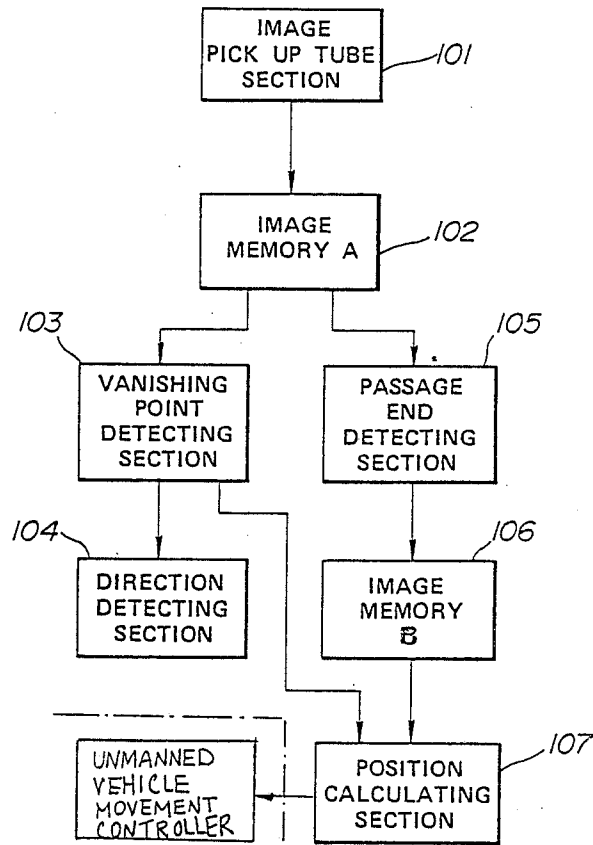 IMAGE
PICK UP TUBE
SECTION
101
IMAGE
MEMORY A
102
103
VANISHING
POINT
DETECTING
SECTION
105
PASSAGE
END
DETECTING
SECTION
104
DIRECTION
DETECTING
SECTION
106
IMAGE
MEMORY
B
UNMANNED
VEHICLE
MOVEMENT
CONTROLLER
107
POSITION
CALCULATING
SECTION